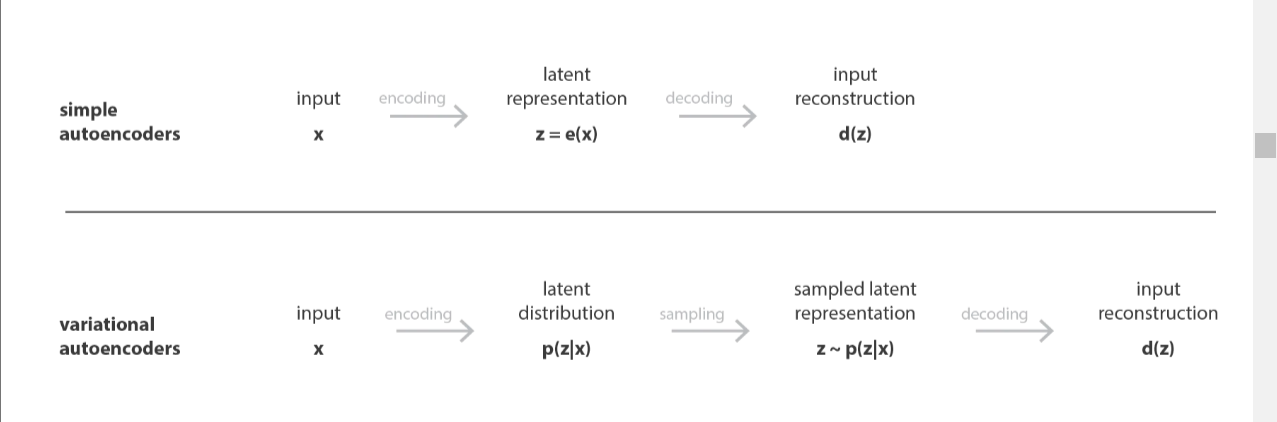 simple
autoencoders
input
x
encoding
latent
representation
z = e(x)
decoding
input
reconstruction
d(z)
variational
autoencoders
input
x
encoding
latent
distribution
p(z|x)
sampling
sampled latent
representation
z ~ p(z|x)
decoding
input
reconstruction
d(z)